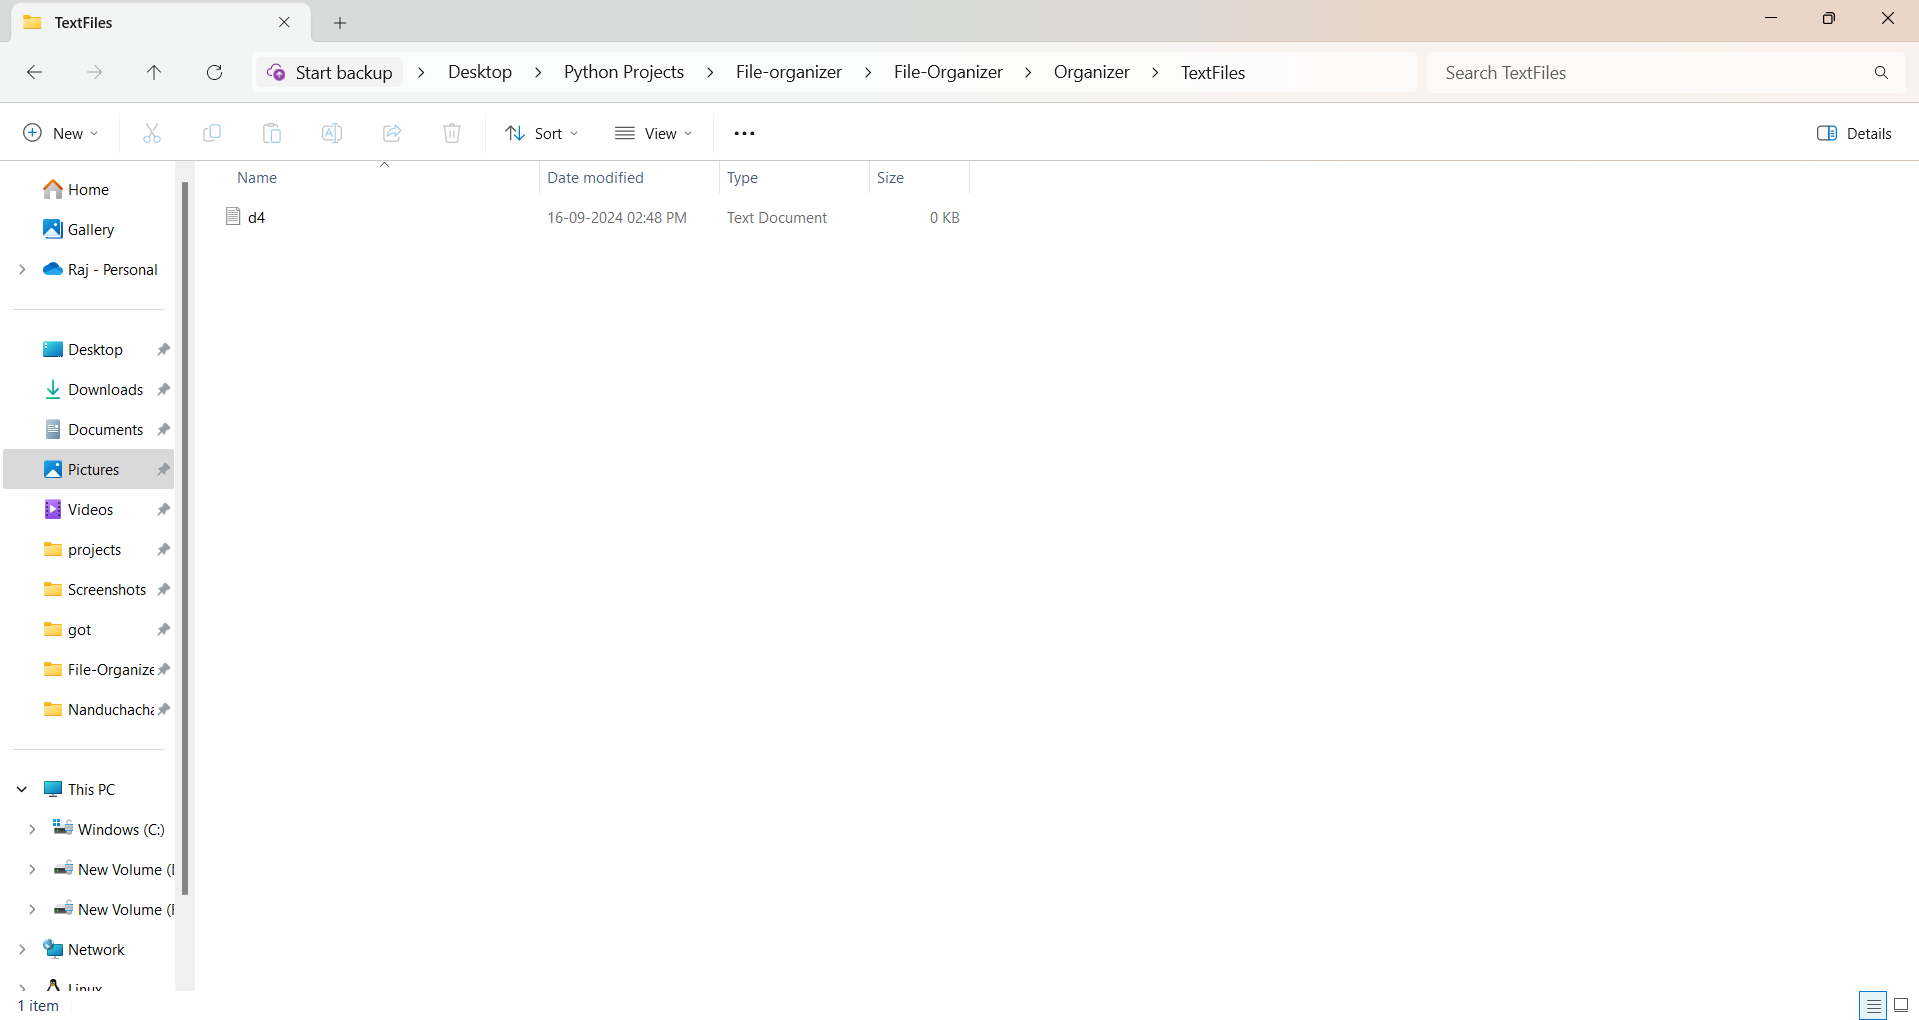 TextFiles
Start backup > Desktop > Python Projects > File-organizer > File-Organizer > Organizer > TextFiles
Search TextFiles
New
Sort
View
Details
Name Date modified Type Size
d4 16-09-2024 02:48 PM Text Document 0 KB
Home
Gallery
Raj - Personal
Desktop
Downloads
Documents
Pictures
Videos
projects
Screenshots
got
File-Organize
Nanduchacha
This PC
Windows (C:)
New Volume (
New Volume (
Network
Linux
1 item